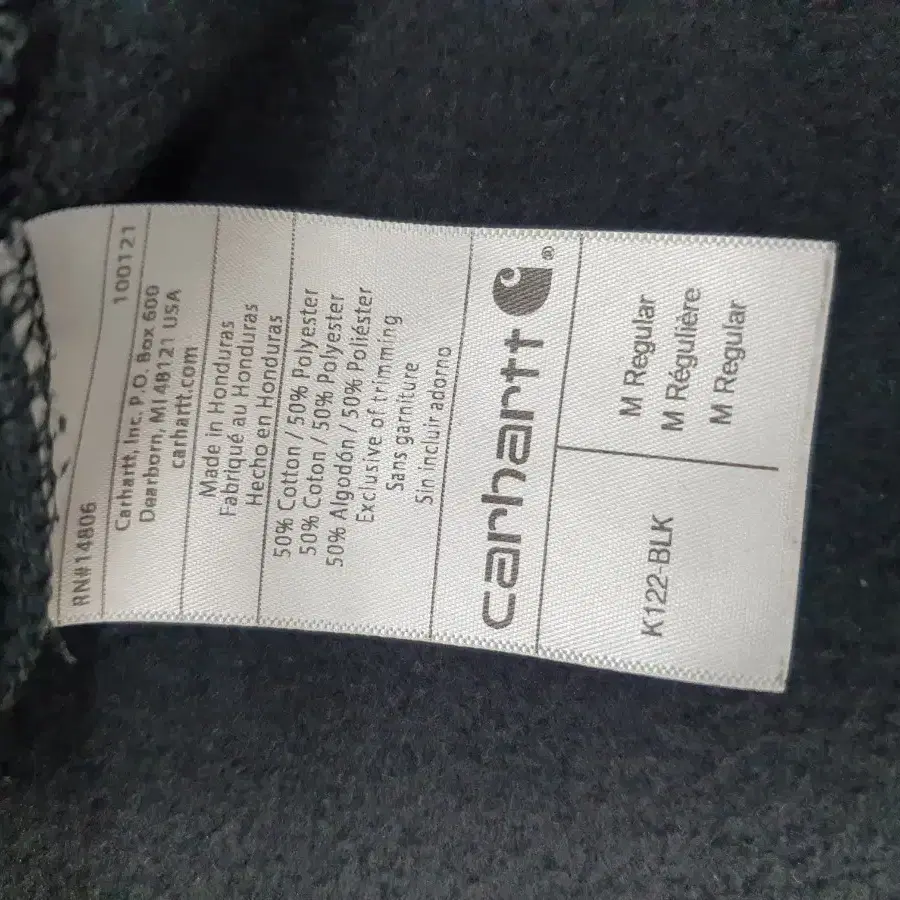 RN#14806 100121
Carhartt, Inc. P.O. Box 600
Dearborn, MI 48121 USA
carhartt.com
Made in Honduras
Fabriqué au Honduras
Hecho en Honduras
50% Cotton / 50% Polyester
50% Coton / 50% Polyester
50% Algodón / 50% Poliéster
Exclusive of trimming
Sans garniture
Sin incluir adorno
carhartt ®
K122-BLK
M Regular
M Régulière
M Regular